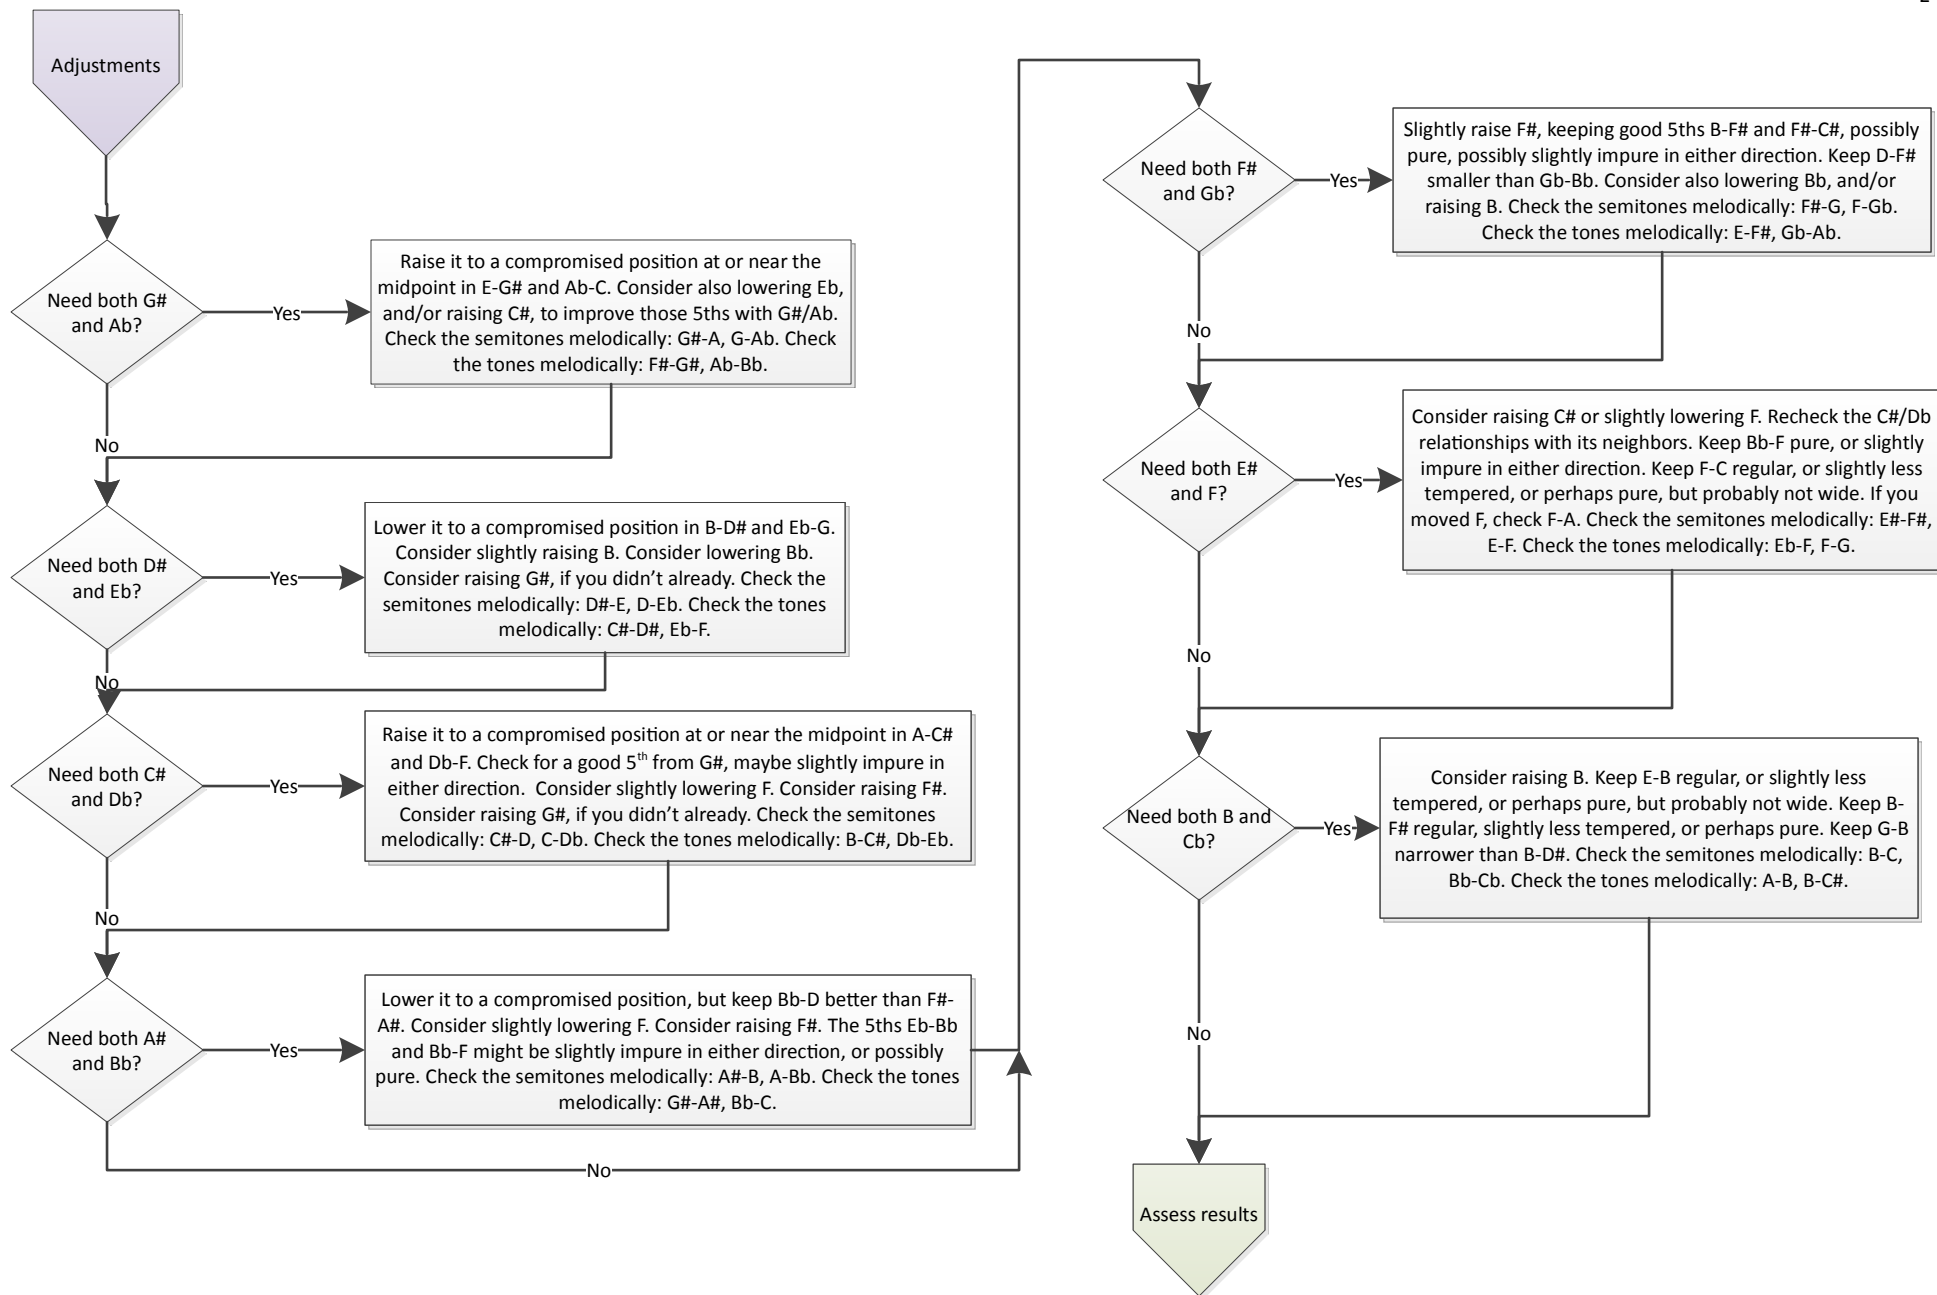 Adjustments
Need both G#
and Ab?
Yes
Raise it to a compromised position at or near the
midpoint in E-G# and Ab-C. Consider also lowering Eb,
and/or raising C#, to improve those 5ths with G#/Ab.
Check the semitones melodically: G#-A, G-Ab. Check
the tones melodically: F#-G#, Ab-Bb.
No
Need both D#
and Eb?
Yes
Lower it to a compromised position in B-D# and Eb-G.
Consider slightly raising B. Consider lowering Bb.
Consider raising G#, if you didn’t already. Check the
semitones melodically: D#-E, D-Eb. Check the tones
melodically: C#-D#, Eb-F.
No
Need both C#
and Db?
Yes
Raise it to a compromised position at or near the midpoint in A-C#
and Db-F. Check for a good 5th from G#, maybe slightly impure in
either direction.  Consider slightly lowering F. Consider raising F#.
Consider raising G#, if you didn’t already. Check the semitones
melodically: C#-D, C-Db. Check the tones melodically: B-C#, Db-Eb.
No
Need both A#
and Bb?
Yes
Lower it to a compromised position, but keep Bb-D better than F#-
A#. Consider slightly lowering F. Consider raising F#. The 5ths Eb-Bb
and Bb-F might be slightly impure in either direction, or possibly
pure. Check the semitones melodically: A#-B, A-Bb. Check the tones
melodically: G#-A#, Bb-C.
No
Need both F#
and Gb?
Yes
Slightly raise F#, keeping good 5ths B-F# and F#-C#, possibly
pure, possibly slightly impure in either direction. Keep D-F#
smaller than Gb-Bb. Consider also lowering Bb, and/or
raising B. Check the semitones melodically: F#-G, F-Gb.
Check the tones melodically: E-F#, Gb-Ab.
No
Need both E#
and F?
Yes
Consider raising C# or slightly lowering F. Recheck the C#/Db
relationships with its neighbors. Keep Bb-F pure, or slightly
impure in either direction. Keep F-C regular, or slightly less
tempered, or perhaps pure, but probably not wide. If you
moved F, check F-A. Check the semitones melodically: E#-F#,
E-F. Check the tones melodically: Eb-F, F-G.
No
Need both B and
Cb?
Yes
Consider raising B. Keep E-B regular, or slightly less
tempered, or perhaps pure, but probably not wide. Keep B-
F# regular, slightly less tempered, or perhaps pure. Keep G-B
narrower than B-D#. Check the semitones melodically: B-C,
Bb-Cb. Check the tones melodically: A-B, B-C#.
No
Assess results